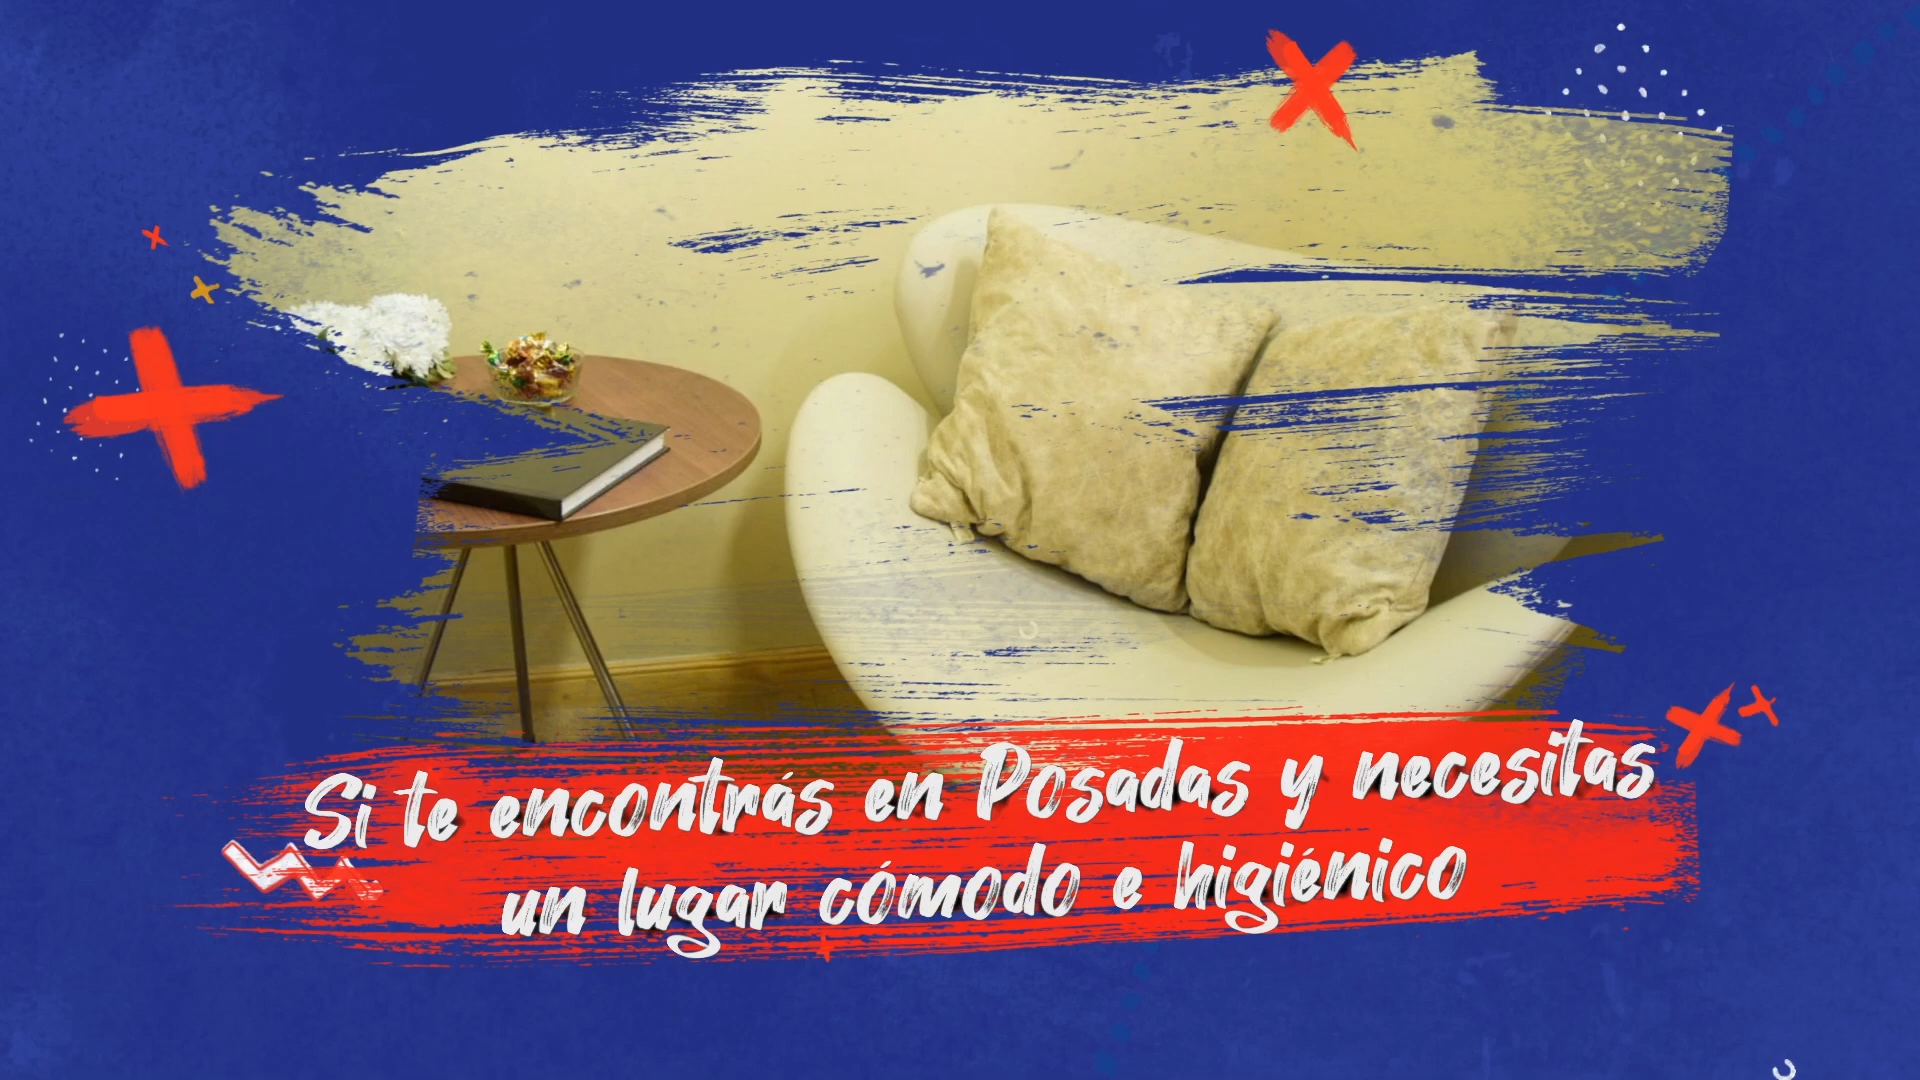 Si te encontrás en Posadas y necesitas
un lugar cómodo e higiénico